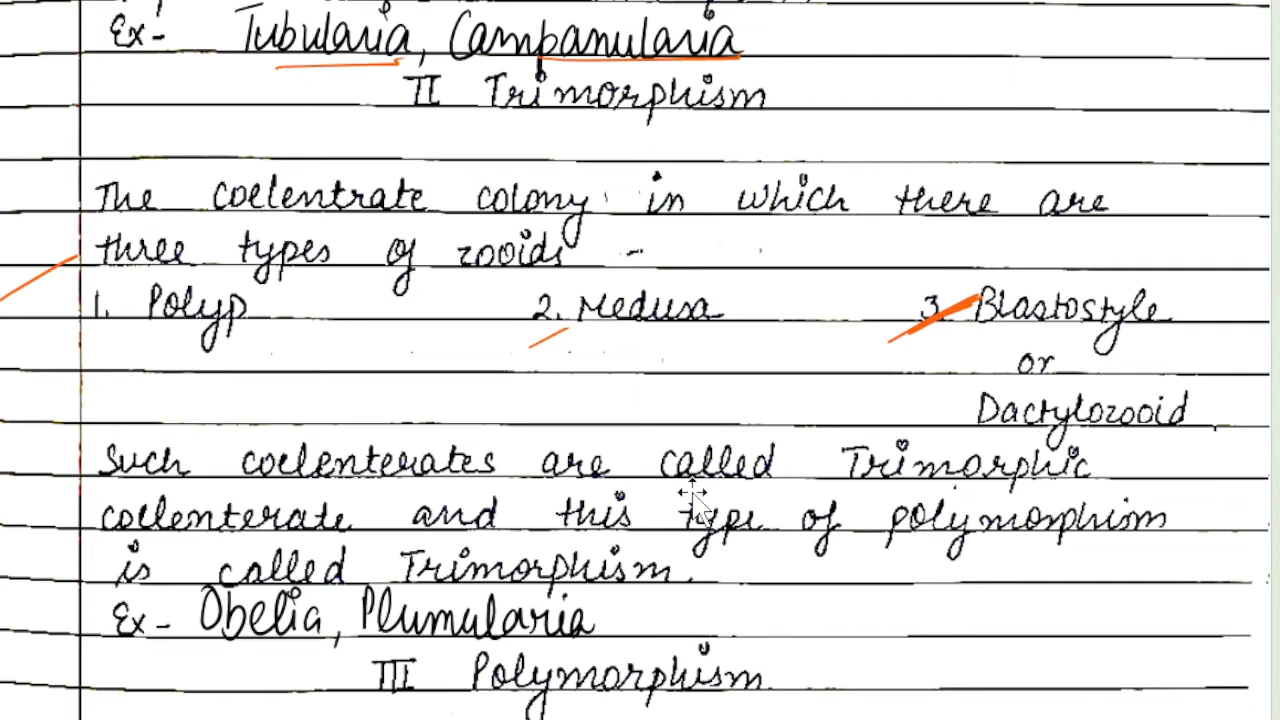 Ex- Tubularia, Campanularia
II Trimorphism
The coelentrate colony in which there are
three types of zooids -
1. Polyp 2. Medusa 3. Blastostyle
or
Dactylozooid
Such coelenterates are called Trimorphic
coelenterate and this type of polymorphism
is called Trimorphism.
Ex- Obelia, Plumularia
III Polymorphism